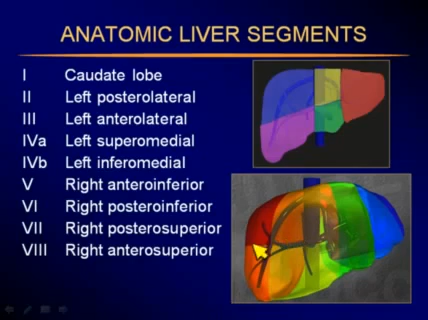 ANATOMIC LIVER SEGMENTS
I Caudate lobe
II Left posterolateral
III Left anterolateral
IVa Left superomedial
IVb Left inferomedial
V Right anteroinferior
VI Right posteroinferior
VII Right posterosuperior
VIII Right anterosuperior